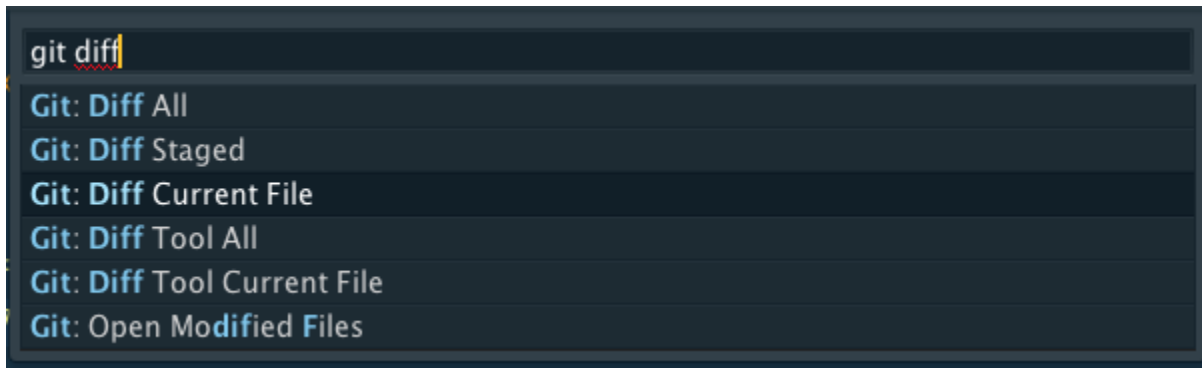 git diff
Git: Diff All
Git: Diff Staged
Git: Diff Current File
Git: Diff Tool All
Git: Diff Tool Current File
Git: Open Modified Files